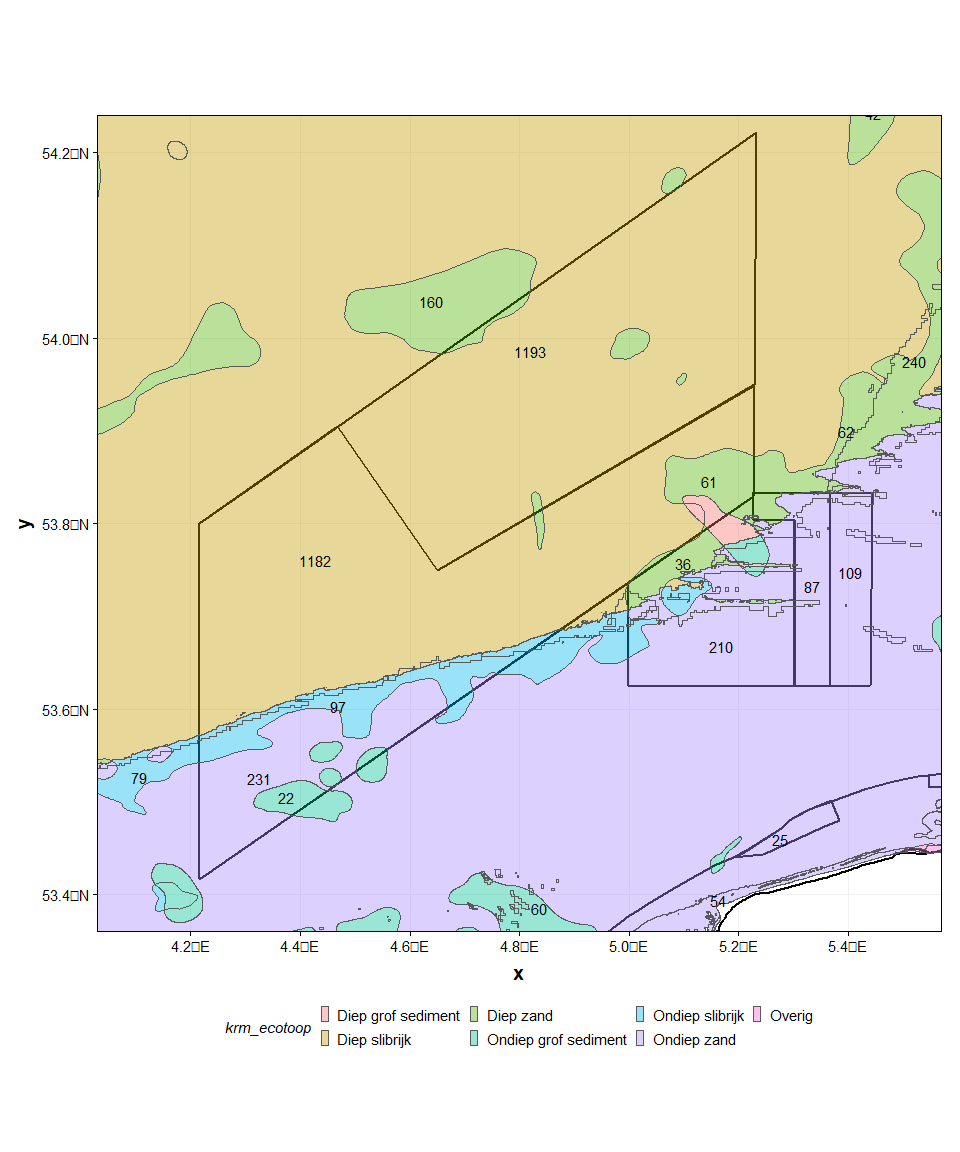 42
54.2□N
160
54.0□N
1193
240
62
61
53.8□N
1182
36
109
87
210
53.6□N
97
79
231
22
25
53.4□N
54
60
4.2□E 4.4□E 4.6□E 4.8□E 5.0□E 5.2□E 5.4□E
y
x
krm_ecotoop
Diep grof sediment Diep zand Ondiep slibrijk Overig
Diep slibrijk Ondiep grof sediment Ondiep zand